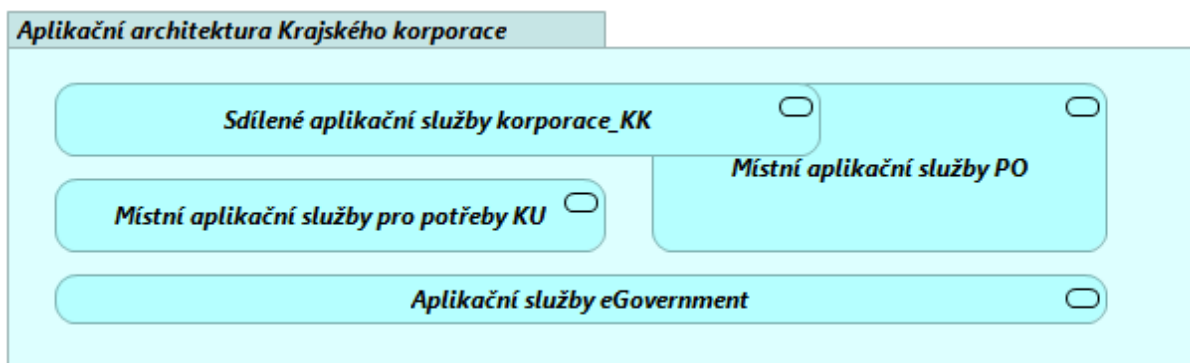 Aplikační architektura Krajského korporace
Sdílené aplikační služby korporace_KK
Místní aplikační služby PO
Místní aplikační služby pro potřeby KU
Aplikační služby eGovernment